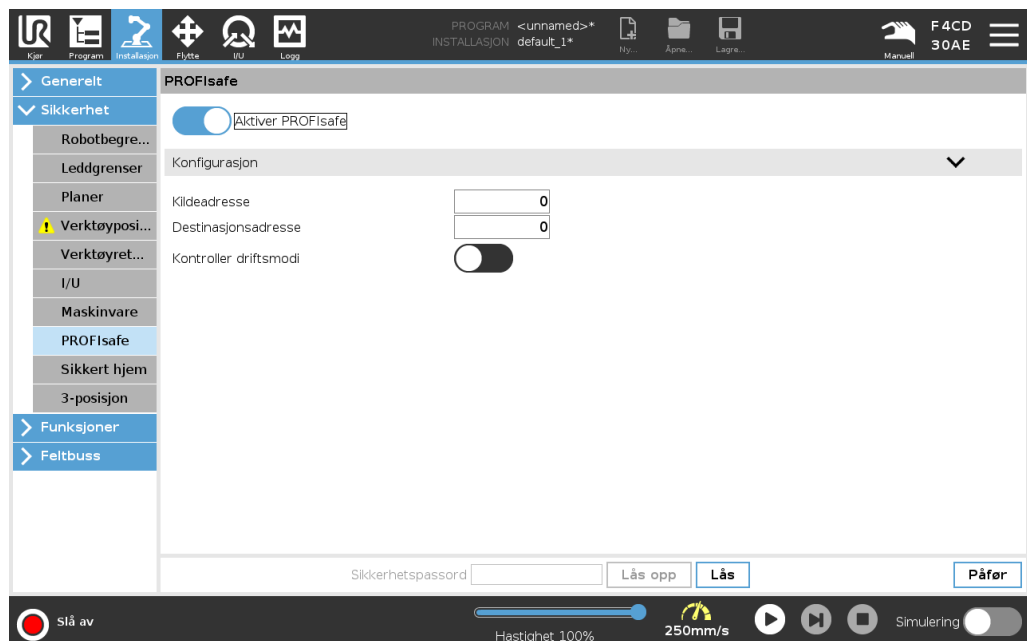 PROGRAM <unnamed>*
INSTALLASJON default_1*
Kjør Program Installasjon Flytte I/U Logg
Ny... Åpne... Lagre...
Manuell
F4CD
30AE
Generelt
Sikkerhet
Robotbegre...
Leddgrenser
Planer
Verktøyposi...
Verktøyret...
I/U
Maskinvare
PROFIsafe
Sikkert hjem
3-posisjon
Funksjoner
Feltbuss
PROFIsafe
Aktiver PROFIsafe
Konfigurasjon
Kildeadresse 0
Destinasjonsadresse 0
Kontroller driftsmodi
Sikkerhetspassord Lås opp Lås Påfør
Slå av
Hastighet 100%
250mm/s
Simulering